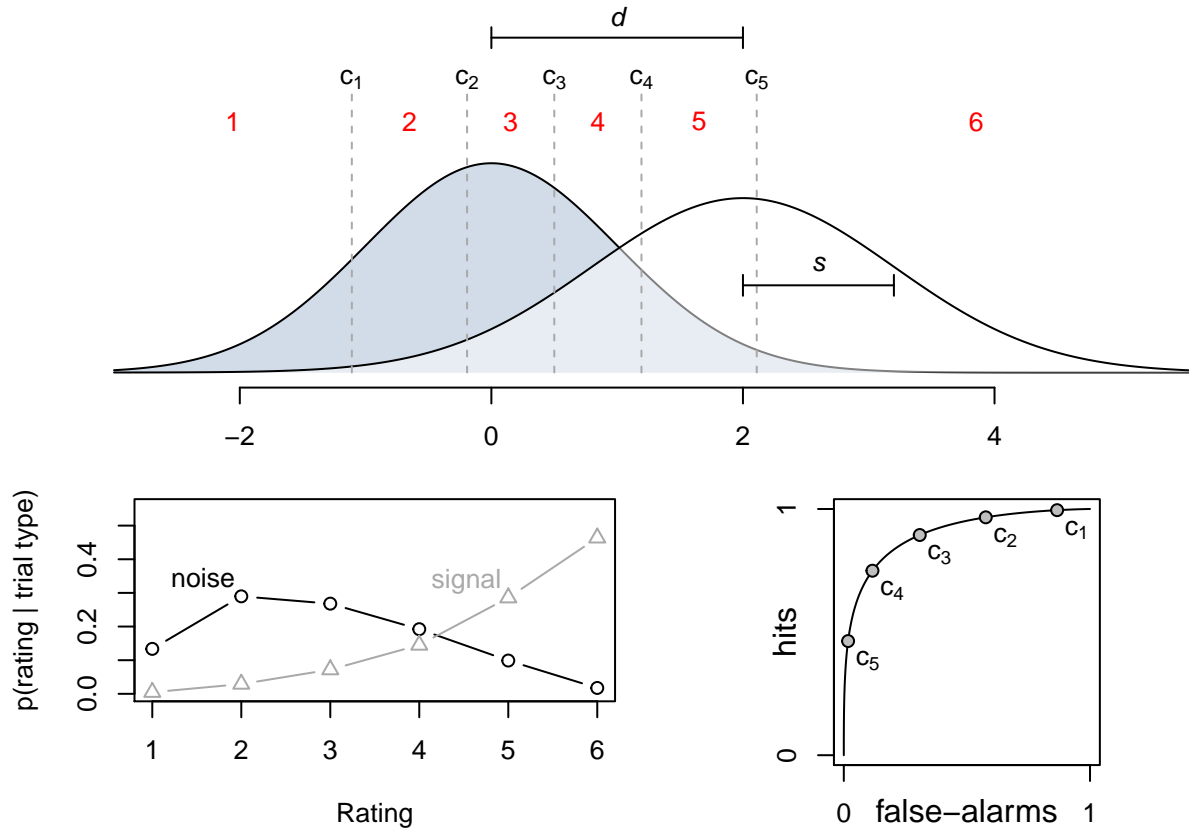 d
c1 c2 c3 c4 c5
1 2 3 4 5 6
s
−2 0 2 4
p(rating | trial type)
0.0 0.2 0.4
noise
signal
1 2 3 4 5 6
Rating
hits
0 1
c1
c2
c3
c4
c5
0 false−alarms 1